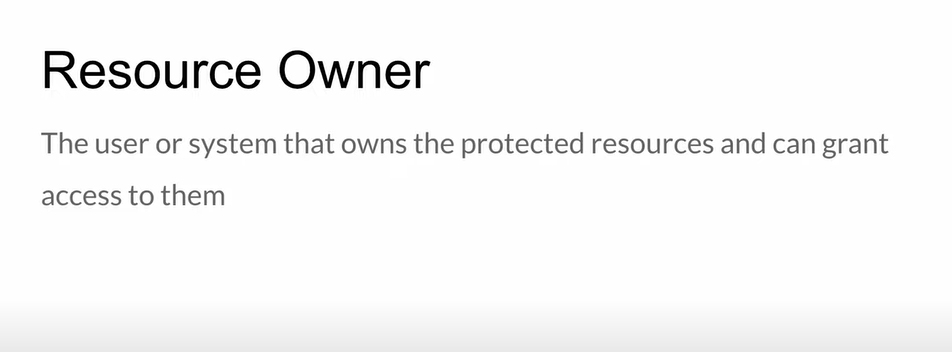 Resource Owner
The user or system that owns the protected resources and can grant
access to them